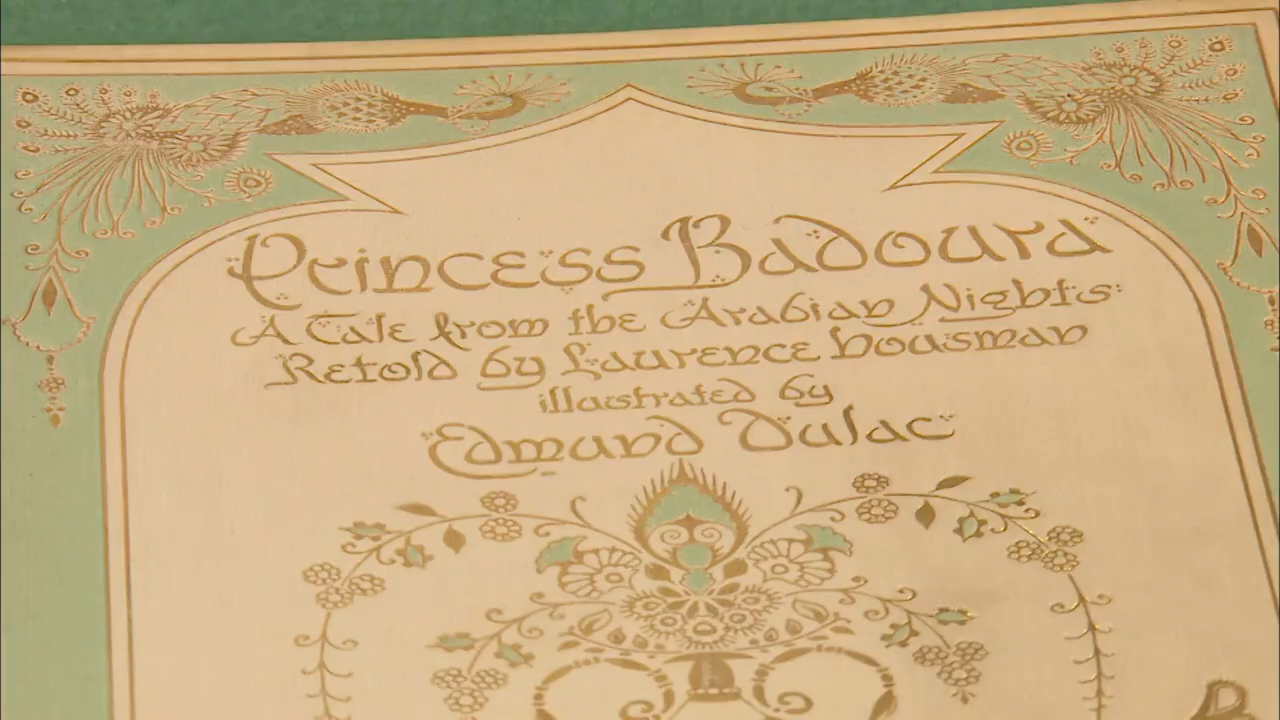 Princess Badoura
A Tale from the Arabian Nights
Retold by Laurence Housman
illustrated by
Edmund Dulac